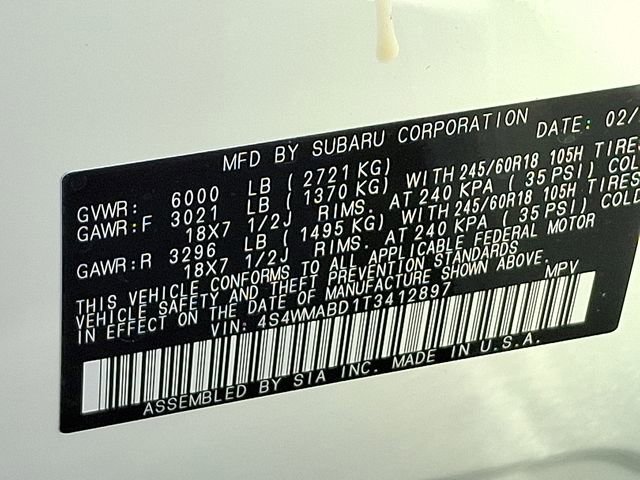 MFD BY SUBARU CORPORATION DATE: 02/
GVWR: 6000 LB ( 2721 KG)
GAWR:F 3021 LB ( 1370 KG) WITH 245/60R18 105H TIRES
18X7 1/2J RIMS. AT 240 KPA ( 35 PSI) COLD
GAWR:R 3296 LB ( 1495 KG) WITH 245/60R18 105H TIRES
18X7 1/2J RIMS. AT 240 KPA ( 35 PSI) COLD
THIS VEHICLE CONFORMS TO ALL APPLICABLE FEDERAL MOTOR
VEHICLE SAFETY AND THEFT PREVENTION STANDARDS
IN EFFECT ON DATE OF MANUFACTURE SHOWN ABOVE.
VIN: 4S4WMABD1T3412897 MPV
ASSEMBLED BY SIA INC. MADE IN U.S.A.